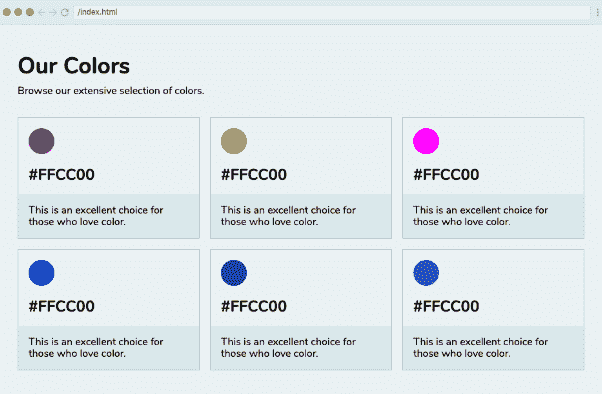 /index.html
Our Colors
Browse our extensive selection of colors.
#FFCC00
This is an excellent choice for
those who love color.
#FFCC00
This is an excellent choice for
those who love color.
#FFCC00
This is an excellent choice for
those who love color.
#FFCC00
This is an excellent choice for
those who love color.
#FFCC00
This is an excellent choice for
those who love color.
#FFCC00
This is an excellent choice for
those who love color.